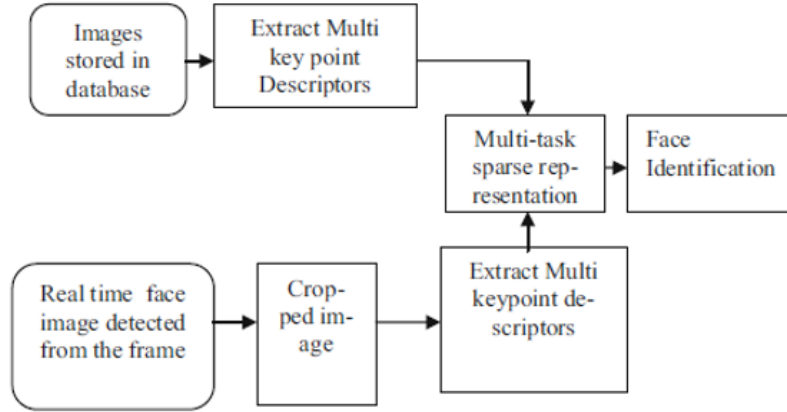 Images
stored in
database
Extract Multi
key point
Descriptors
Multi-task
sparse rep-
resentation
Face
Identification
Real time face
image detected
from the frame
Crop-
ped im-
age
Extract Multi
keypoint de-
scriptors